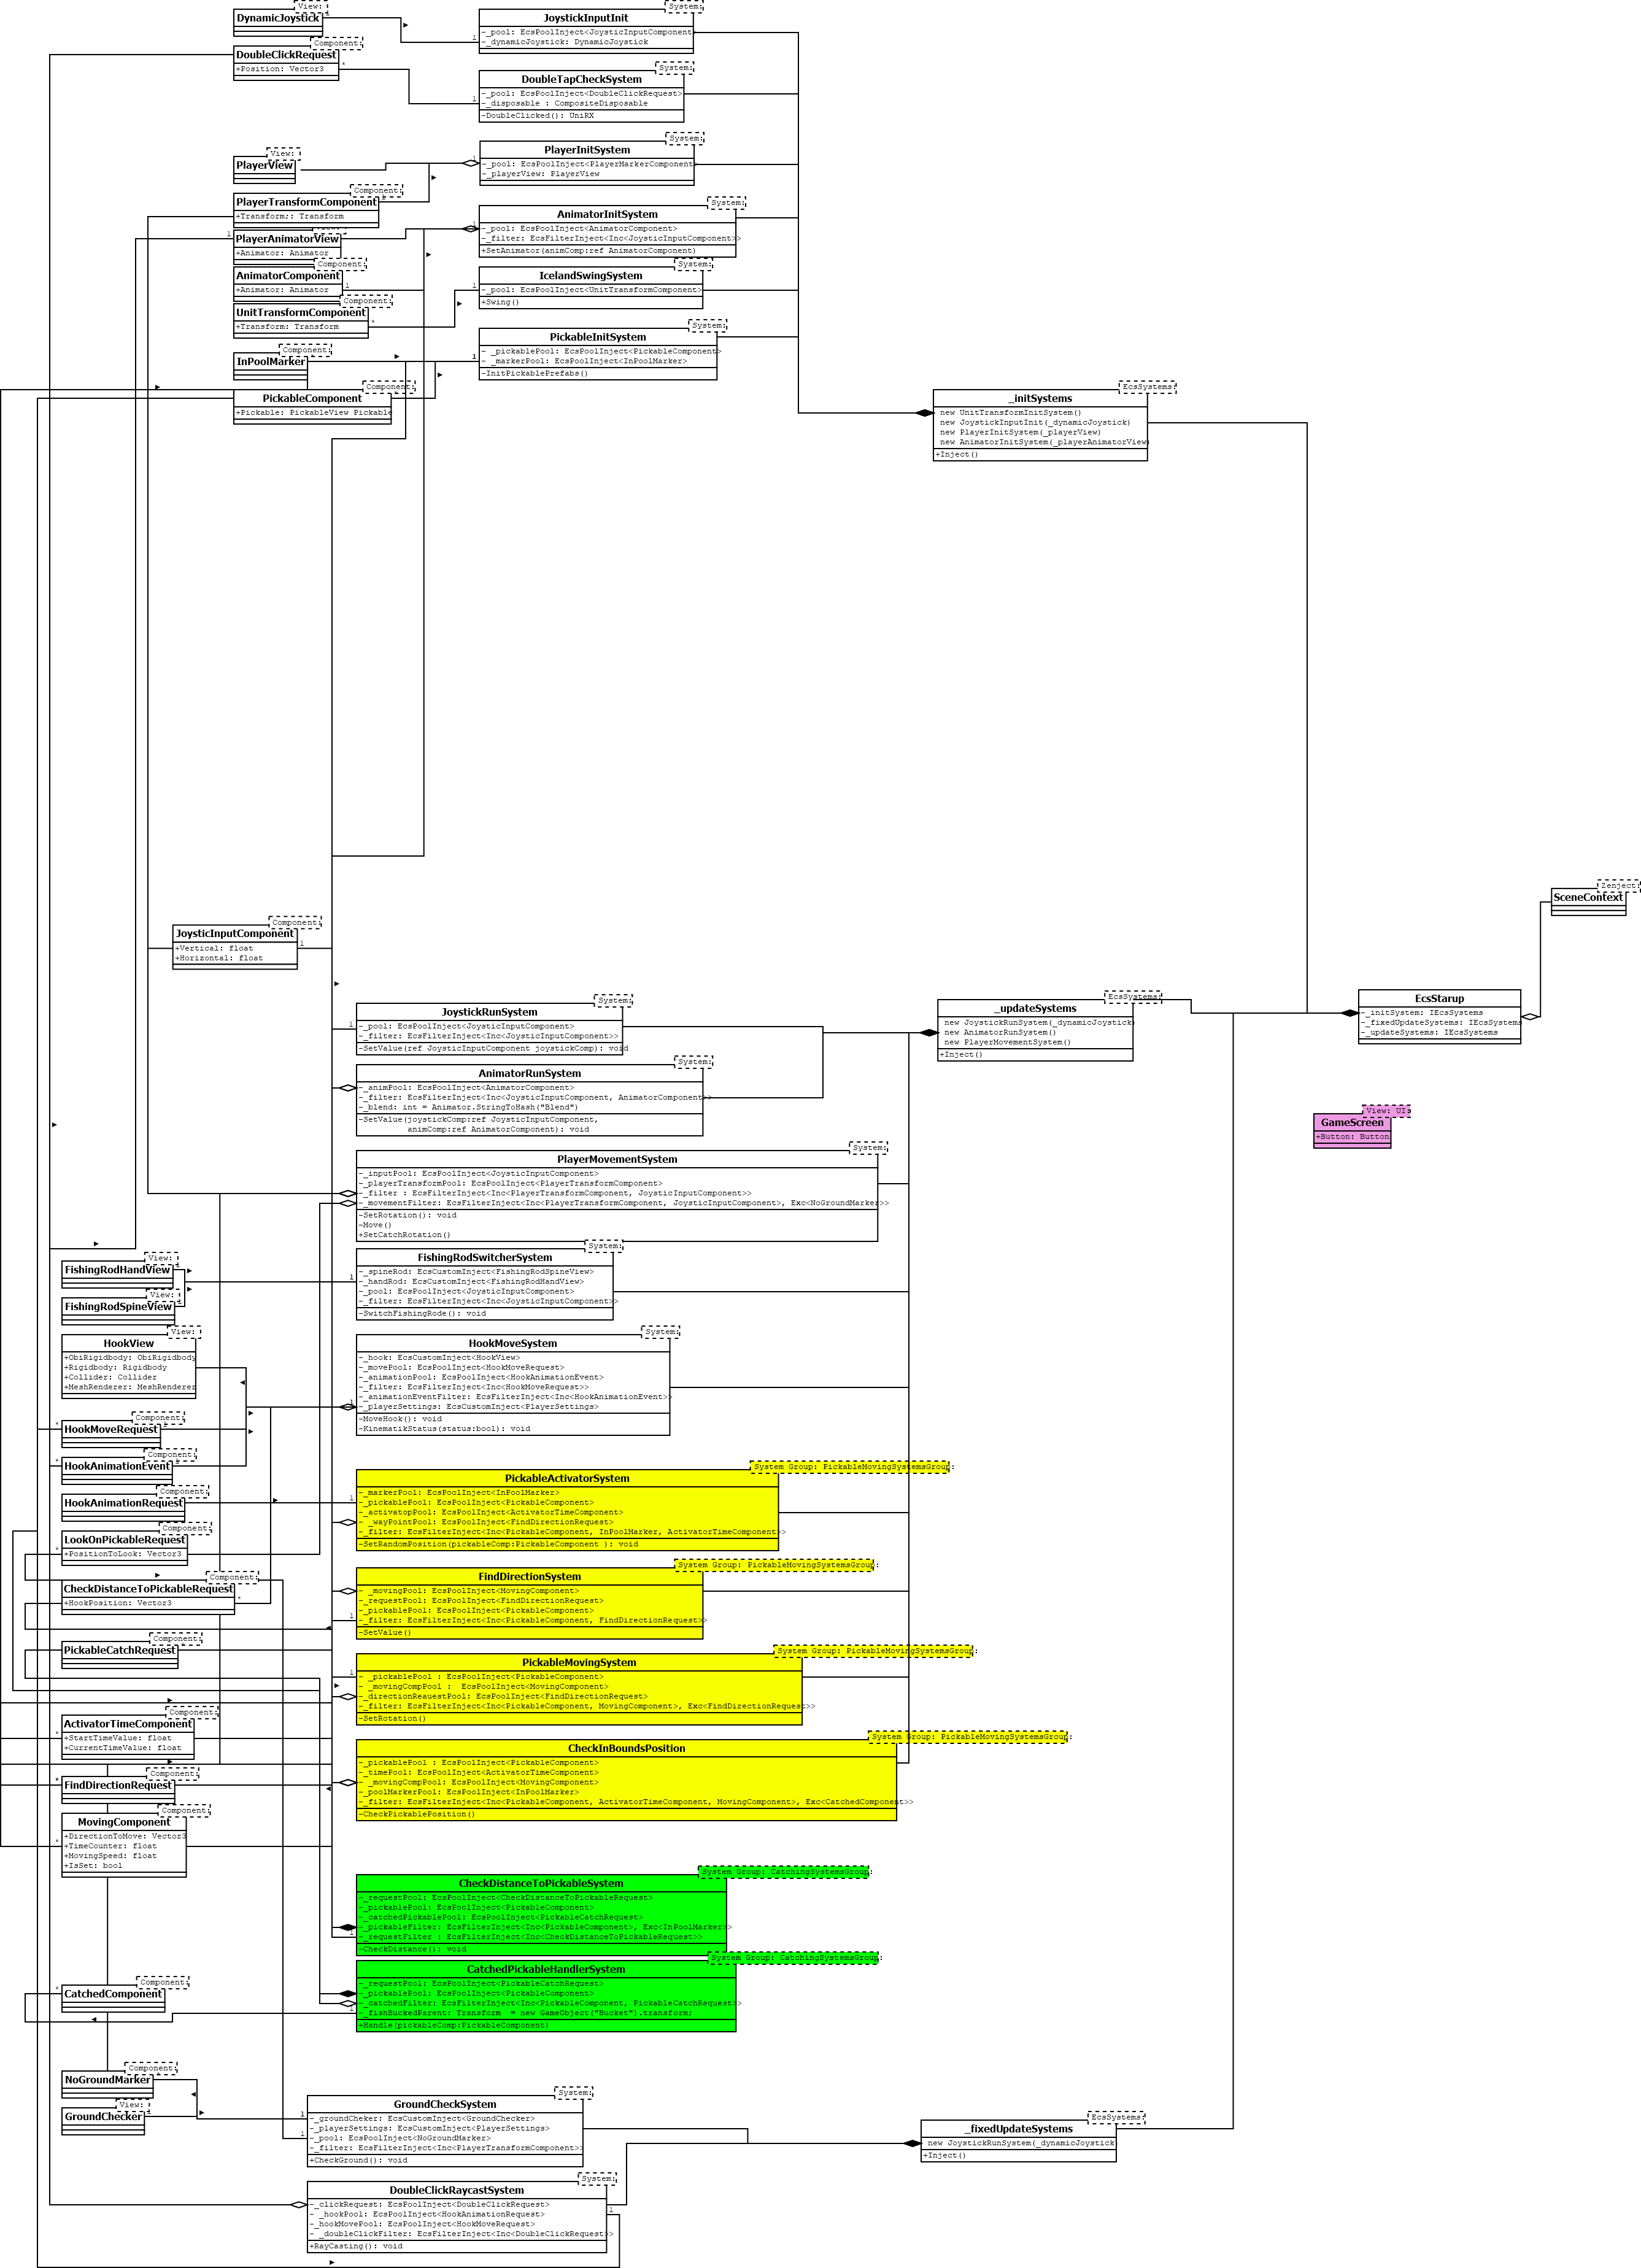 View:
DynamicJoystick
Component:
DoubleClickRequest
+Position: Vector3
*
System:
JoystickInputInit
-_pool: EcsPoolInject<JoysticInputComponent>
-_dynamicJoystick: DynamicJoystick
1
System:
DoubleTapCheckSystem
-_pool: EcsPoolInject<DoubleClickRequest>
-_disposable : CompositeDisposable
-DoubleClicked(): UniRX
1
View:
PlayerView
Component:
PlayerTransformComponent
+Transform;: Transform
1
PlayerAnimatorView
+Animator: Animator
Component:
AnimatorComponent
+Animator: Animator
1
Component:
UnitTransformComponent
+Transform: Transform
*
Component:
InPoolMarker
Component:
PickableComponent
+Pickable: PickableView Pickable
System:
PlayerInitSystem
-_pool: EcsPoolInject<PlayerMarkerComponent>
-_playerView: PlayerView
System:
AnimatorInitSystem
-_pool: EcsPoolInject<AnimatorComponent>
-_filter: EcsFilterInject<Inc<JoysticInputComponent>>
+SetAnimator(animComp:ref AnimatorComponent)
System:
IcelandSwingSystem
-_pool: EcsPoolInject<UnitTransformComponent>
+Swing()
1
System:
PickableInitSystem
- _pickablePool: EcsPoolInject<PickableComponent>
- _markerPool: EcsPoolInject<InPoolMarker>
-InitPickablePrefabs()
1
EcsSystems:
_initSystems
new UnitTransformInitSystem()
new JoystickInputInit(_dynamicJoystick)
new PlayerInitSystem(_playerView)
new AnimatorInitSystem(_playerAnimatorView)
+Inject()
Zenject:
SceneContext
Component:
JoysticInputComponent
+Vertical: float
+Horizontal: float
1
EcsStarup
-_initSystem: IEcsSystems
-_fixedUpdateSystems: IEcsSystems
-_updateSystems: IEcsSystems
EcsSystems:
_updateSystems
new JoystickRunSystem(_dynamicJoystick)
new AnimatorRunSystem()
new PlayerMovementSystem()
+Inject()
View: UIs
GameScreen
+Button: Button
System:
JoystickRunSystem
-_pool: EcsPoolInject<JoysticInputComponent>
-_filter: EcsFilterInject<Inc<JoysticInputComponent>>
-SetValue(ref JoysticInputComponent joystickComp): void
1
System:
AnimatorRunSystem
-_animPool: EcsPoolInject<AnimatorComponent>
-_filter: EcsFilterInject<Inc<JoysticInputComponent, AnimatorComponent>>
-_blend: int = Animator.StringToHash("Blend")
-SetValue(joystickComp:ref JoysticInputComponent,
animComp:ref AnimatorComponent): void
System:
PlayerMovementSystem
-_inputPool: EcsPoolInject<JoysticInputComponent>
-_playerTransformPool: EcsPoolInject<PlayerTransformComponent>
-_filter : EcsFilterInject<Inc<PlayerTransformComponent, JoysticInputComponent>>
-_movementFilter: EcsFilterInject<Inc<PlayerTransformComponent, JoysticInputComponent>, Exc<NoGroundMarker>>
-SetRotation(): void
-Move()
+SetCatchRotation()
View:
FishingRodHandView
View:
FishingRodSpineView
System:
FishingRodSwitcherSystem
-_spineRod: EcsCustomInject<FishingRodSpineView>
-_handRod: EcsCustomInject<FishingRodHandView>
-_pool: EcsPoolInject<JoysticInputComponent>
-_filter: EcsFilterInject<Inc<JoysticInputComponent>>
-SwitchFishingRode(): void
1
View:
HookView
+ObiRigidbody: ObiRigidbody
+Rigidbody: Rigidbody
+Collider: Collider
+MeshRenderer: MeshRenderer
System:
HookMoveSystem
-_hook: EcsCustomInject<HookView>
-_movePool: EcsPoolInject<HookMoveRequest>
-_animationPool: EcsPoolInject<HookAnimationEvent>
-_filter: EcsFilterInject<Inc<HookMoveRequest>>
-_animationEventFilter: EcsFilterInject<Inc<HookAnimationEvent>>
-_playerSettings: EcsCustomInject<PlayerSettings>
-MoveHook(): void
-KinematikStatus(status:bool): void
Component:
HookMoveRequest
*
Component:
HookAnimationEvent
*
Component:
HookAnimationRequest
Component:
LookOnPickableRequest
+PositionToLook: Vector3
*
Component:
CheckDistanceToPickableRequest
+HookPosition: Vector3
*
Component:
PickableCatchRequest
Component:
ActivatorTimeComponent
+StartTimeValue: float
+CurrentTimeValue: float
*
Component:
FindDirectionRequest
*
Component:
MovingComponent
+DirectionToMove: Vector3
+TimeCounter: float
+MovingSpeed: float
+IsSet: bool
*
System Group: PickableMovingSystemsGroup:
PickableActivatorSystem
-_markerPool: EcsPoolInject<InPoolMarker>
-_pickablePool: EcsPoolInject<PickableComponent>
-_activatopPool: EcsPoolInject<ActivatorTimeComponent>
- _wayPointPool: EcsPoolInject<FindDirectionRequest>
-_filter: EcsFilterInject<Inc<PickableComponent, InPoolMarker, ActivatorTimeComponent>>
-SetRandomPosition(pickableComp:PickableComponent ): void
1
System Group: PickableMovingSystemsGroup:
FindDirectionSystem
- _movingPool: EcsPoolInject<MovingComponent>
-_requestPool: EcsPoolInject<FindDirectionRequest>
-_pickablePool: EcsPoolInject<PickableComponent>
-_filter: EcsFilterInject<Inc<PickableComponent, FindDirectionRequest>>
-SetValue()
1
System Group: PickableMovingSystemsGroup:
PickableMovingSystem
- _pickablePool : EcsPoolInject<PickableComponent>
- _movingCompPool :  EcsPoolInject<MovingComponent>
-_directionReauestPool: EcsPoolInject<FindDirectionRequest>
-_filter: EcsFilterInject<Inc<PickableComponent, MovingComponent>, Exc<FindDirectionRequest>>
-SetRotation()
1
System Group: PickableMovingSystemsGroup:
CheckInBoundsPosition
-_pickablePool : EcsPoolInject<PickableComponent>
-_timePool: EcsPoolInject<ActivatorTimeComponent>
- _movingCompPool: EcsPoolInject<MovingComponent>
-_poolMarkerPool: EcsPoolInject<InPoolMarker>
-_filter: EcsFilterInject<Inc<PickableComponent, ActivatorTimeComponent, MovingComponent>, Exc<CatchedComponent>>
-CheckPickablePosition()
System Group: CatchingSystemsGroup:
CheckDistanceToPickableSystem
-_requestPool: EcsPoolInject<CheckDistanceToPickableRequest>
-_pickablePool: EcsPoolInject<PickableComponent>
-_catchedPickablePool: EcsPoolInject<PickableCatchRequest>
-_pickableFilter: EcsFilterInject<Inc<PickableComponent>, Exc<InPoolMarker>>
-_requestFilter : EcsFilterInject<Inc<CheckDistanceToPickableRequest>>
-CheckDistance(): void
1
System Group: CatchingSystemsGroup:
CatchedPickableHandlerSystem
-_requestPool: EcsPoolInject<PickableCatchRequest>
-_pickablePool: EcsPoolInject<PickableComponent>
-_catchedFilter: EcsFilterInject<Inc<PickableComponent, PickableCatchRequest>>
-_fishBuckedParent: Transform  = new GameObject("Bucket").transform;
+Handle(pickableComp:PickableComponent)
1
Component:
CatchedComponent
*
Component:
NoGroundMarker
View:
GroundChecker
System:
GroundCheckSystem
-_groundCheker: EcsCustomInject<GroundChecker>
-_playerSettings: EcsCustomInject<PlayerSettings>
-_pool: EcsPoolInject<NoGroundMarker>
-_filter: EcsFilterInject<Inc<PlayerTransformComponent>>
+CheckGround(): void
1
1
EcsSystems:
_fixedUpdateSystems
new JoystickRunSystem(_dynamicJoystick
+Inject()
System:
DoubleClickRaycastSystem
-_clickRequest: EcsPoolInject<DoubleClickRequest>
- _hookPool: EcsPoolInject<HookAnimationRequest>
-_hookMovePool: EcsPoolInject<HookMoveRequest>
- _doubleClickFilter: EcsFilterInject<Inc<DoubleClickRequest>>
+RayCasting(): void
1